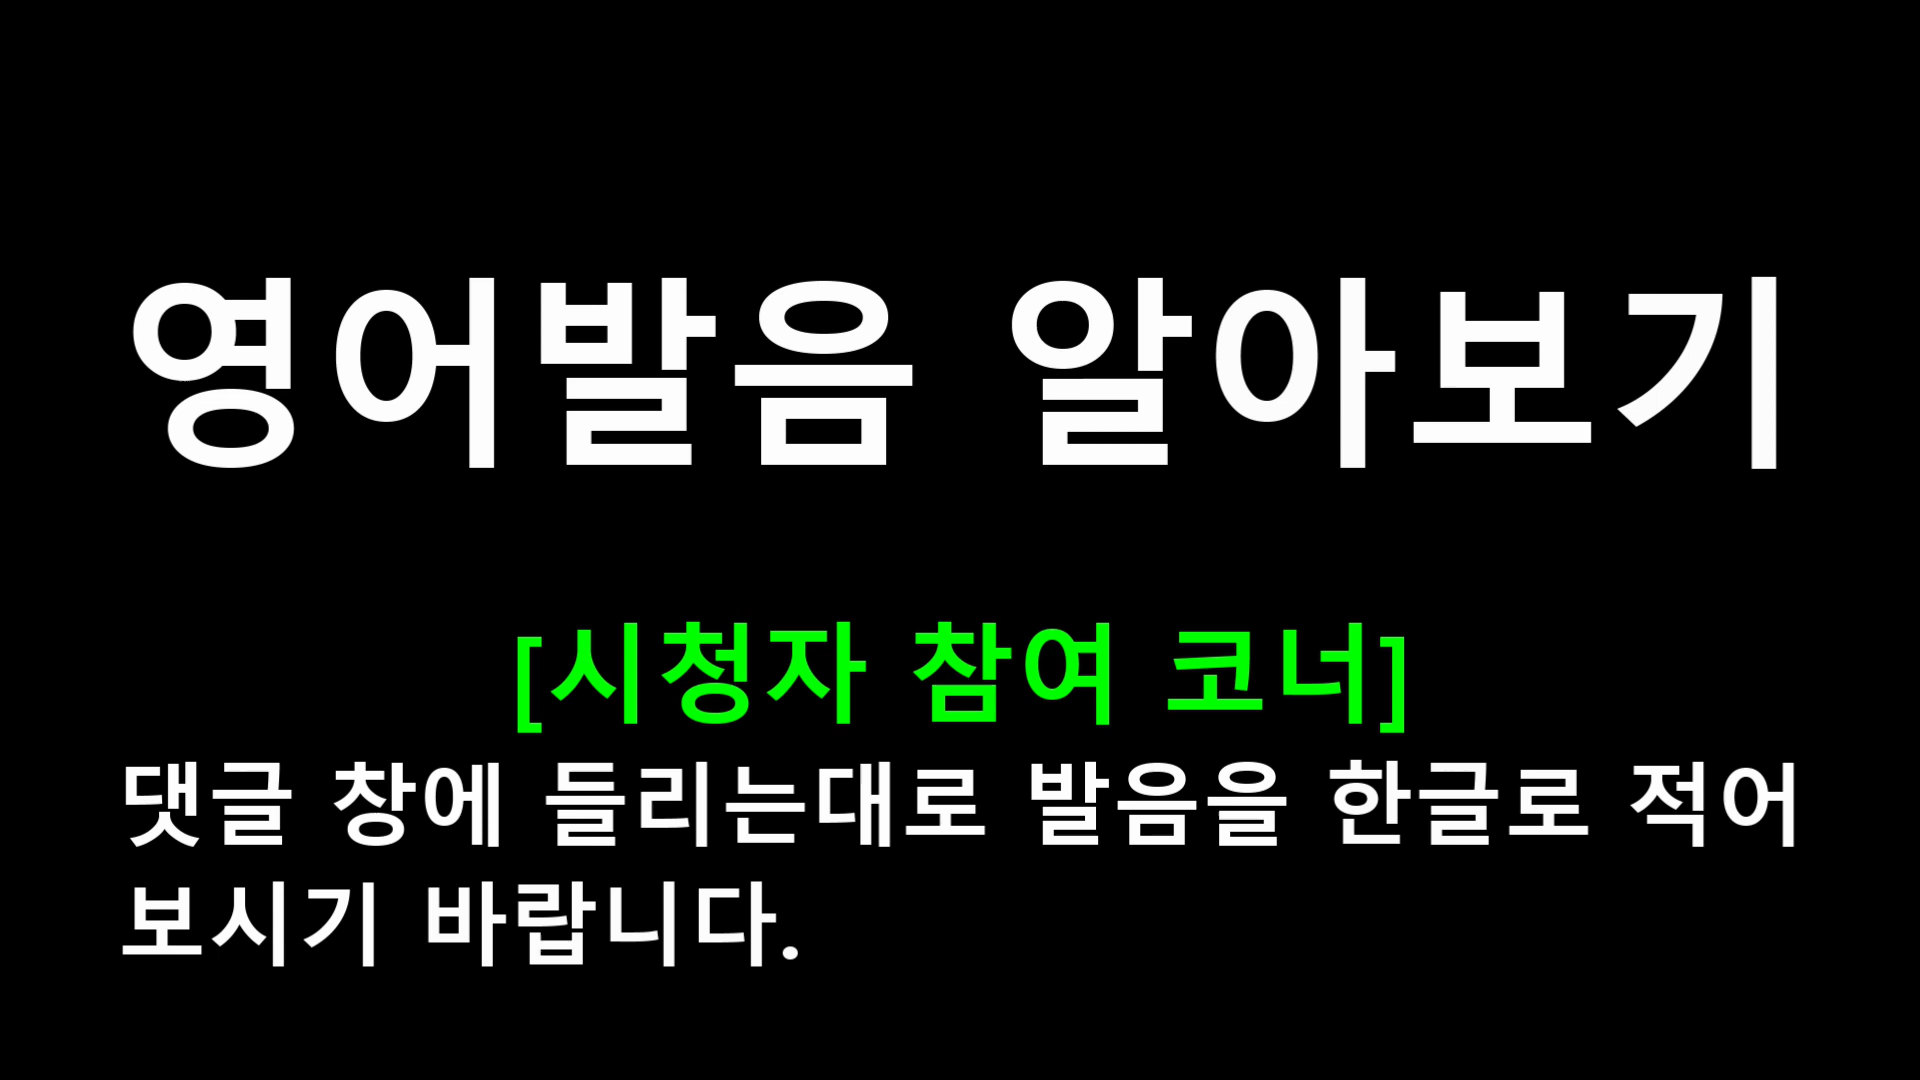 영어발음 알아보기
[시청자 참여 코너]
댓글 창에 들리는대로 발음을 한글로 적어
보시기 바랍니다.